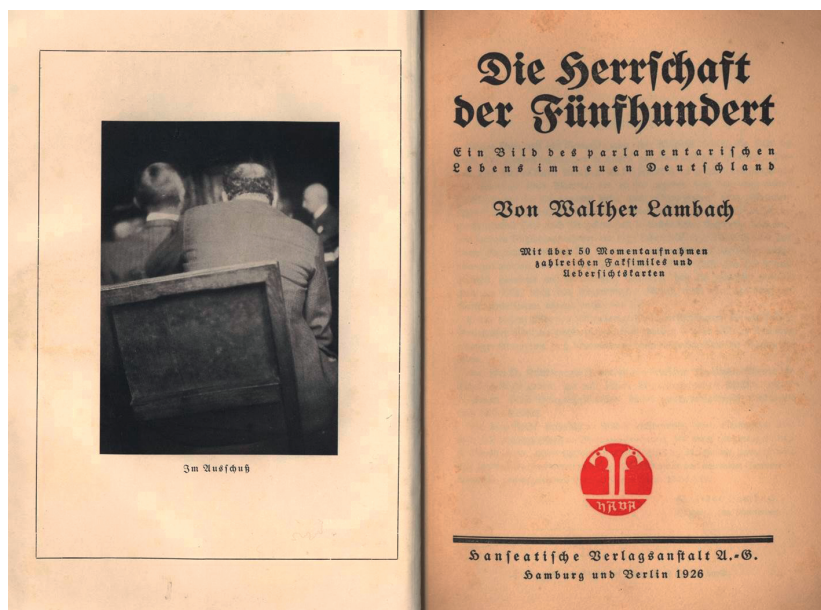 Im Ausschuß
Die Herrschaft
der Fünfhundert
Ein Bild des parlamentarischen
Lebens im neuen Deutschland
Von Walther Lambach
Mit über 50 Momentaufnahmen
zahlreichen Faksimiles und
Uebersichtskarten
HAVA
Hanseatische Verlagsanstalt A.-G.
Hamburg und Berlin 1926